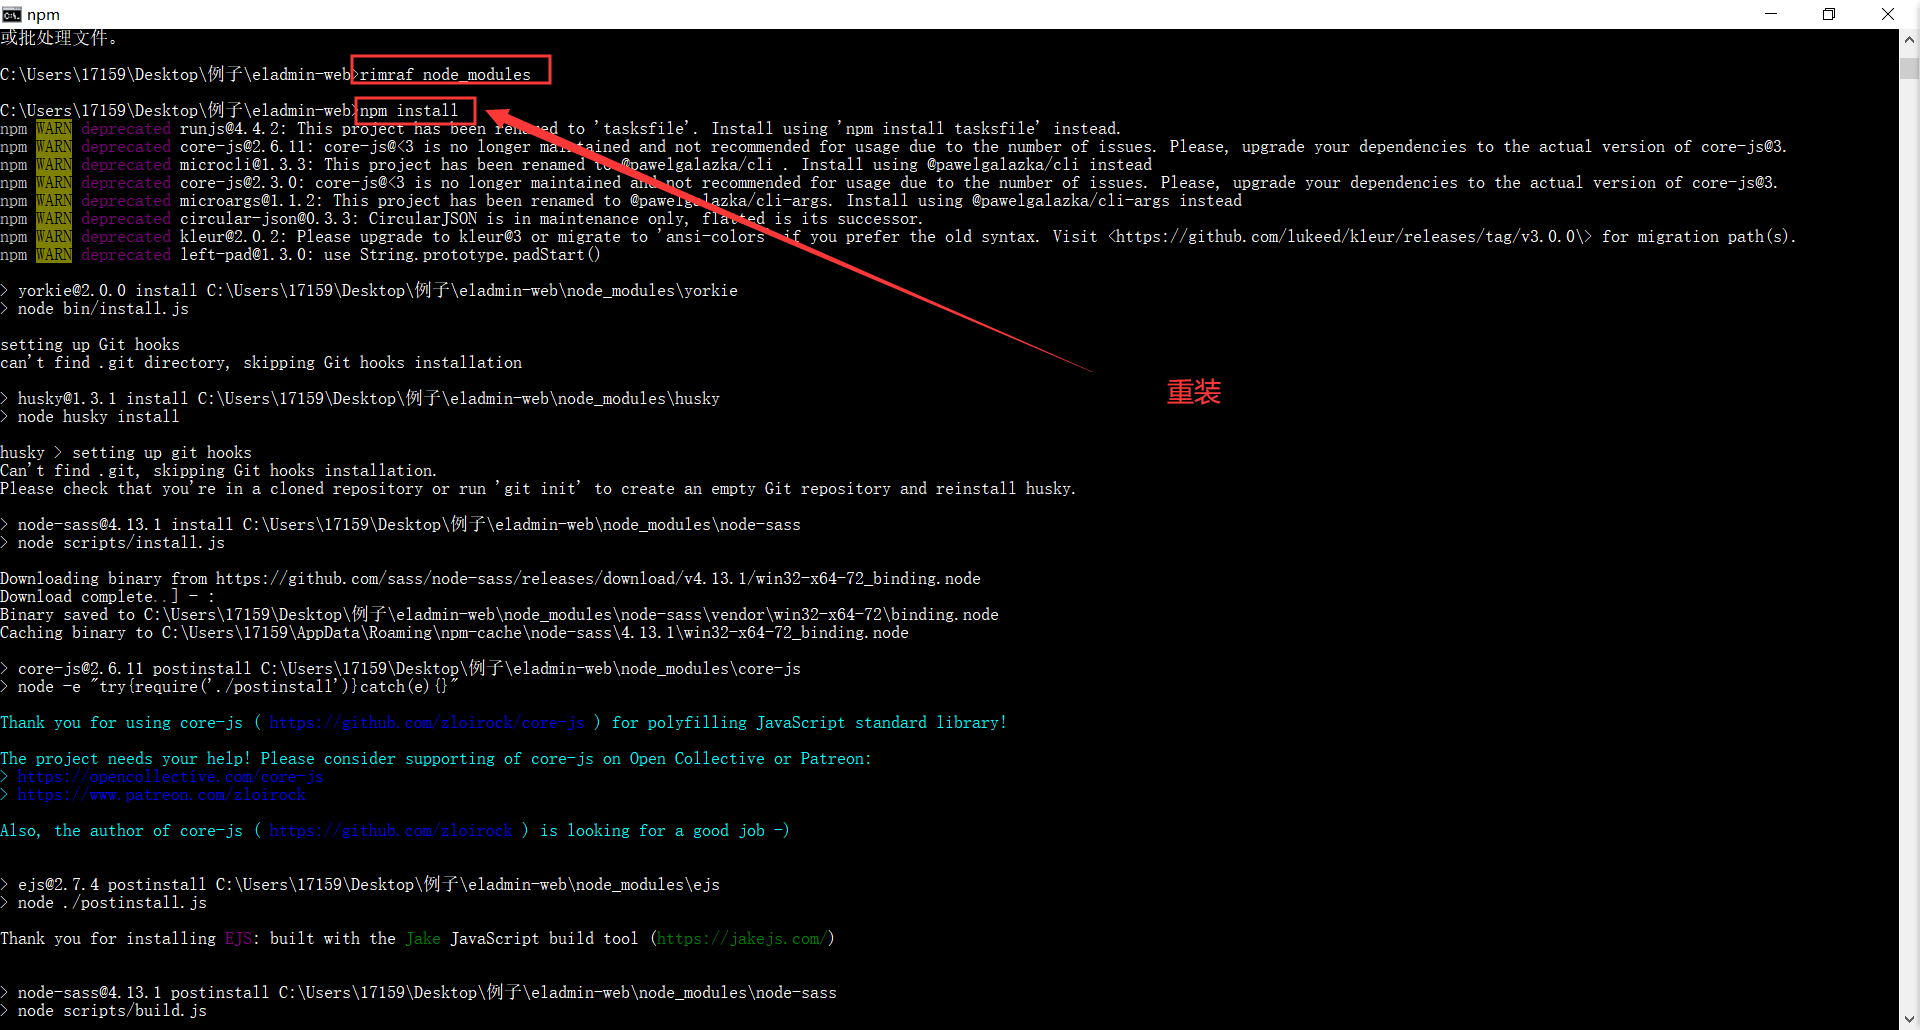 npm
或批处理文件。
C:\Users\17159\Desktop\例子\eladmin-web>rimraf node_modules
C:\Users\17159\Desktop\例子\eladmin-web>npm install
npm WARN deprecated runjs@4.4.2: This project has been renamed to 'tasksfile'. Install using 'npm install tasksfile' instead.
npm WARN deprecated core-js@2.6.11: core-js@<3 is no longer maintained and not recommended for usage due to the number of issues. Please, upgrade your dependencies to the actual version of core-js@3.
npm WARN deprecated microcli@1.3.3: This project has been renamed to @pawelgalazka/cli . Install using @pawelgalazka/cli instead
npm WARN deprecated core-js@2.3.0: core-js@<3 is no longer maintained and not recommended for usage due to the number of issues. Please, upgrade your dependencies to the actual version of core-js@3.
npm WARN deprecated microargs@1.1.2: This project has been renamed to @pawelgalazka/cli-args. Install using @pawelgalazka/cli-args instead
npm WARN deprecated circular-json@0.3.3: CircularJSON is in maintenance only, flatted is its successor.
npm WARN deprecated kleur@2.0.2: Please upgrade to kleur@3 or migrate to 'ansi-colors' if you prefer the old syntax. Visit <https://github.com/lukeed/kleur/releases/tag/v3.0.0\> for migration path(s).
npm WARN deprecated left-pad@1.3.0: use String.prototype.padStart()
> yorkie@2.0.0 install C:\Users\17159\Desktop\例子\eladmin-web\node_modules\yorkie
> node bin/install.js
setting up Git hooks
can't find .git directory, skipping Git hooks installation
重装
> husky@1.3.1 install C:\Users\17159\Desktop\例子\eladmin-web\node_modules\husky
> node husky install
husky > setting up git hooks
Can't find .git, skipping Git hooks installation.
Please check that you're in a cloned repository or run 'git init' to create an empty Git repository and reinstall husky.
> node-sass@4.13.1 install C:\Users\17159\Desktop\例子\eladmin-web\node_modules\node-sass
> node scripts/install.js
Downloading binary from https://github.com/sass/node-sass/releases/download/v4.13.1/win32-x64-72_binding.node
Download complete..] - :
Binary saved to C:\Users\17159\Desktop\例子\eladmin-web\node_modules\node-sass\vendor\win32-x64-72\binding.node
Caching binary to C:\Users\17159\AppData\Roaming\npm-cache\node-sass\4.13.1\win32-x64-72_binding.node
> core-js@2.6.11 postinstall C:\Users\17159\Desktop\例子\eladmin-web\node_modules\core-js
> node -e "try{require('./postinstall')}catch(e){}"
Thank you for using core-js ( https://github.com/zloirock/core-js ) for polyfilling JavaScript standard library!
The project needs your help! Please consider supporting of core-js on Open Collective or Patreon:
> https://opencollective.com/core-js
> https://www.patreon.com/zloirock
Also, the author of core-js ( https://github.com/zloirock ) is looking for a good job -)
> ejs@2.7.4 postinstall C:\Users\17159\Desktop\例子\eladmin-web\node_modules\ejs
> node ./postinstall.js
Thank you for installing EJS: built with the Jake JavaScript build tool (https://jakejs.com/)
> node-sass@4.13.1 postinstall C:\Users\17159\Desktop\例子\eladmin-web\node_modules\node-sass
> node scripts/build.js